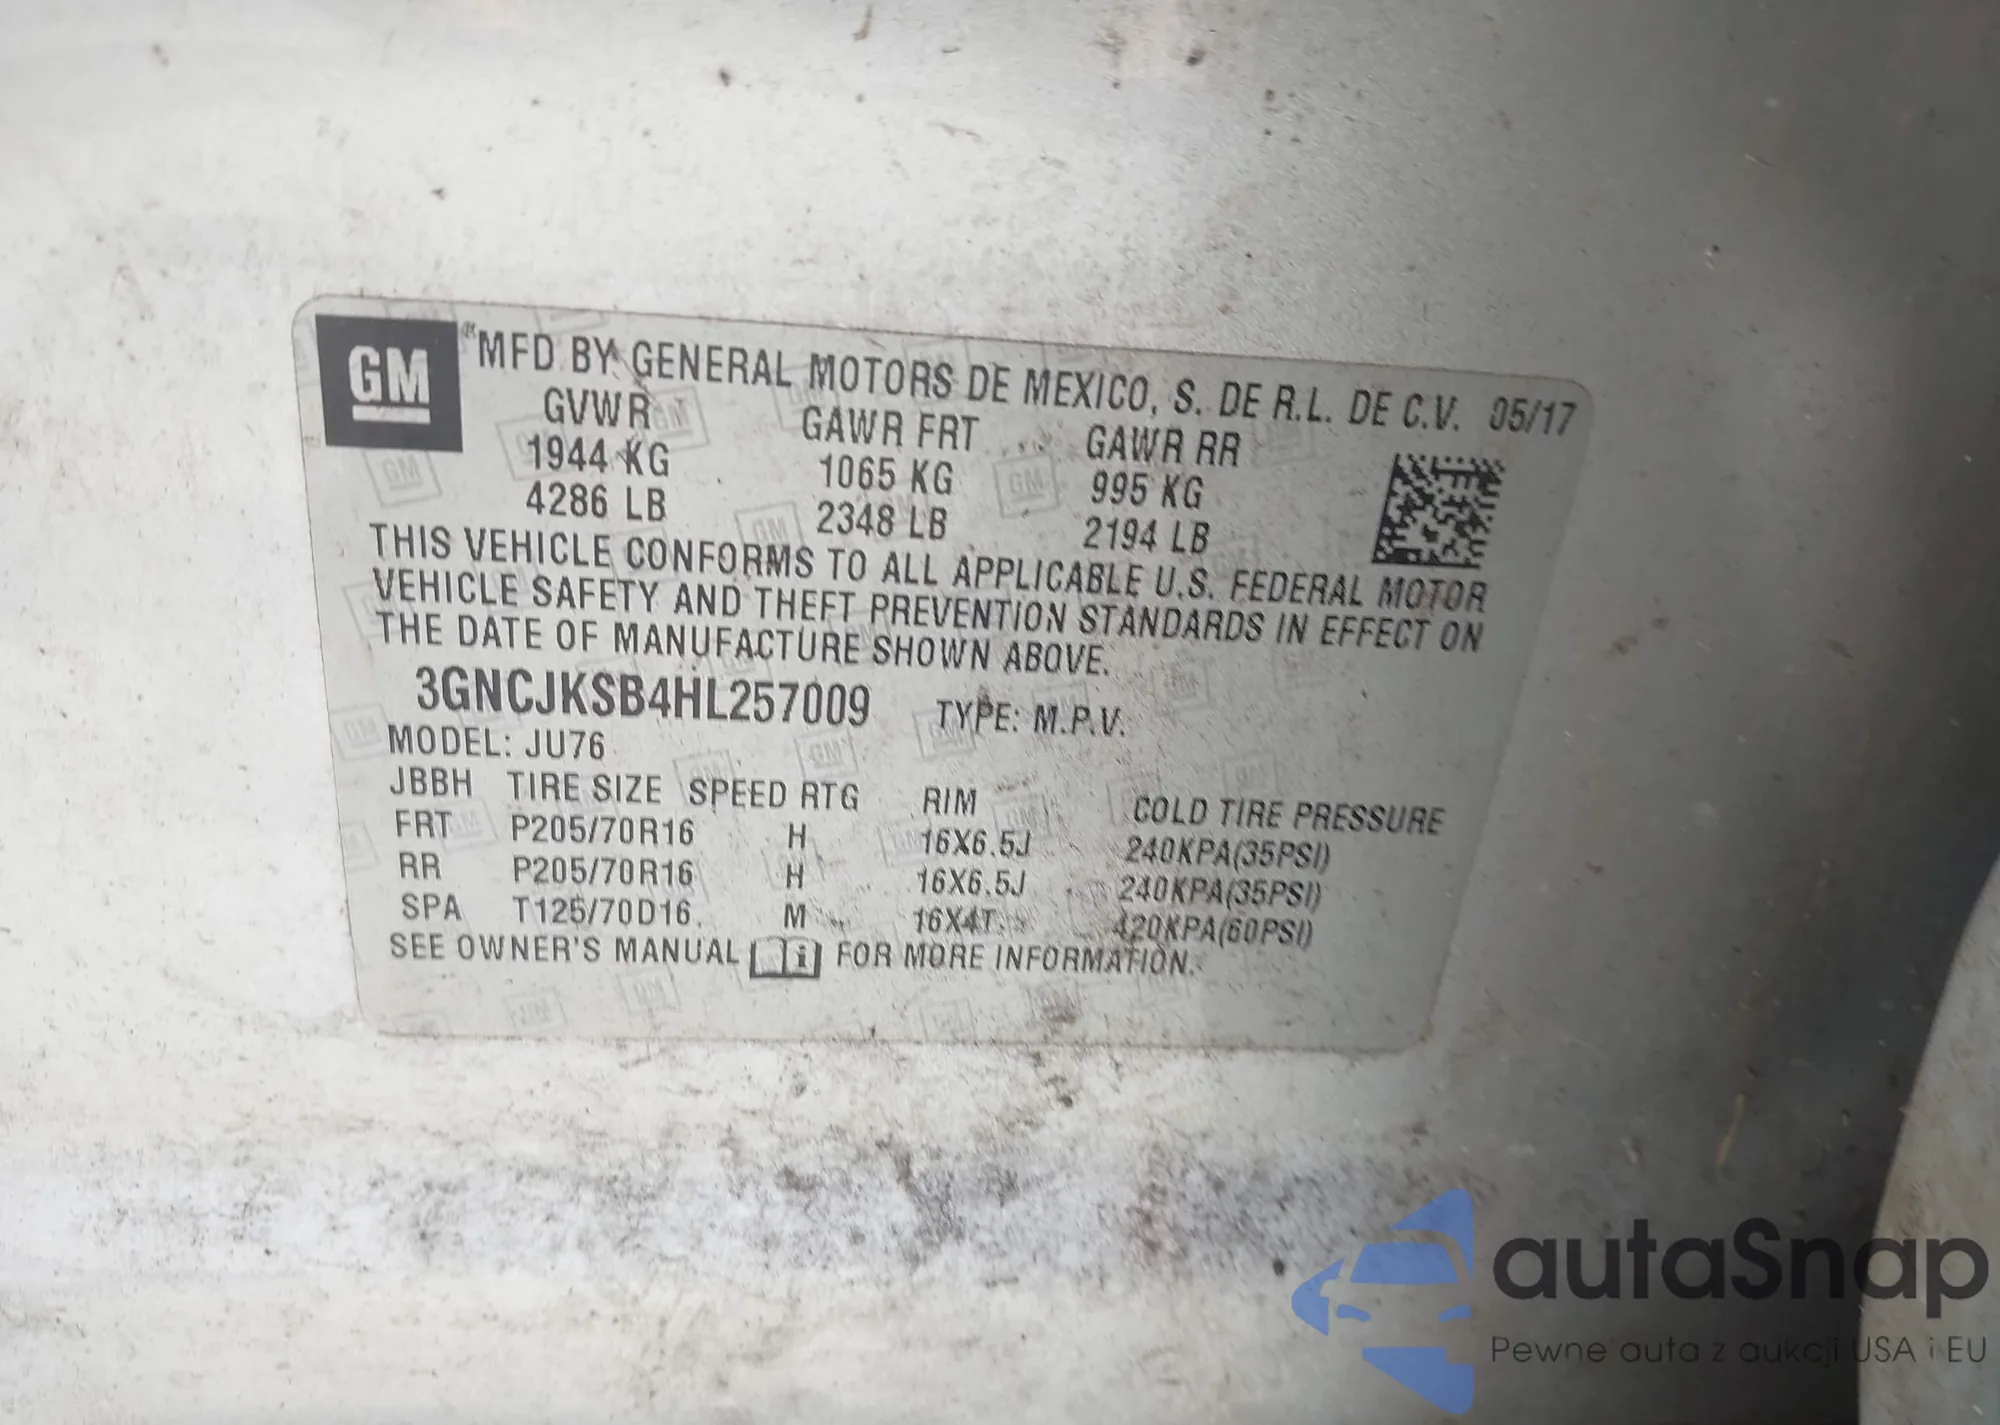 GM
® MFD BY GENERAL MOTORS DE MEXICO, S. DE R.L. DE C.V. 05/17
GVWR GAWR FRT GAWR RR
1944 KG 1065 KG 995 KG
4286 LB 2348 LB 2194 LB
THIS VEHICLE CONFORMS TO ALL APPLICABLE U.S. FEDERAL MOTOR
VEHICLE SAFETY AND THEFT PREVENTION STANDARDS IN EFFECT ON
THE DATE OF MANUFACTURE SHOWN ABOVE.
3GNCJKSB4HL257009 TYPE: M.P.V.
MODEL: JU76
JBBH TIRE SIZE SPEED RTG RIM COLD TIRE PRESSURE
FRT P205/70R16 H 16X6.5J 240KPA(35PSI)
RR P205/70R16 H 16X6.5J 240KPA(35PSI)
SPA T125/70D16 M 16X4T 420KPA(60PSI)
SEE OWNER'S MANUAL i FOR MORE INFORMATION.
autaSnap
Pewne auta z aukcji USA i EU